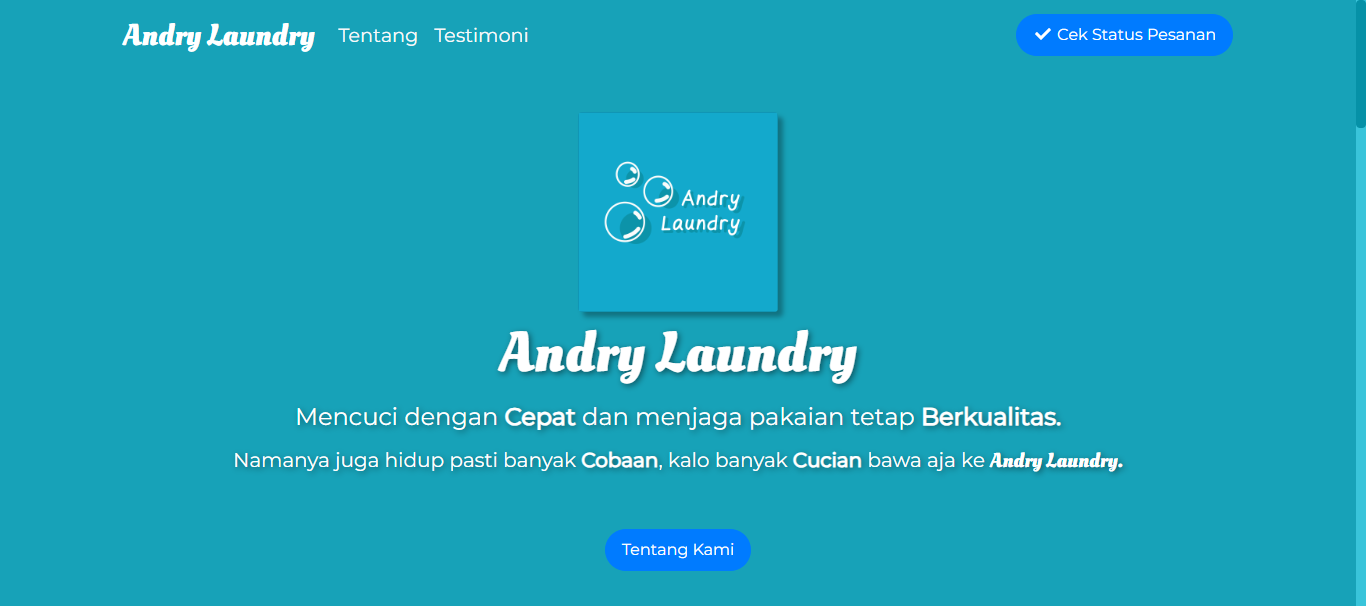 Andry Laundry Tentang Testimoni Cek Status Pesanan
Andry
Laundry
Andry Laundry
Mencuci dengan Cepat dan menjaga pakaian tetap Berkualitas.
Namanya juga hidup pasti banyak Cobaan, kalo banyak Cucian bawa aja ke Andry Laundry.
Tentang Kami